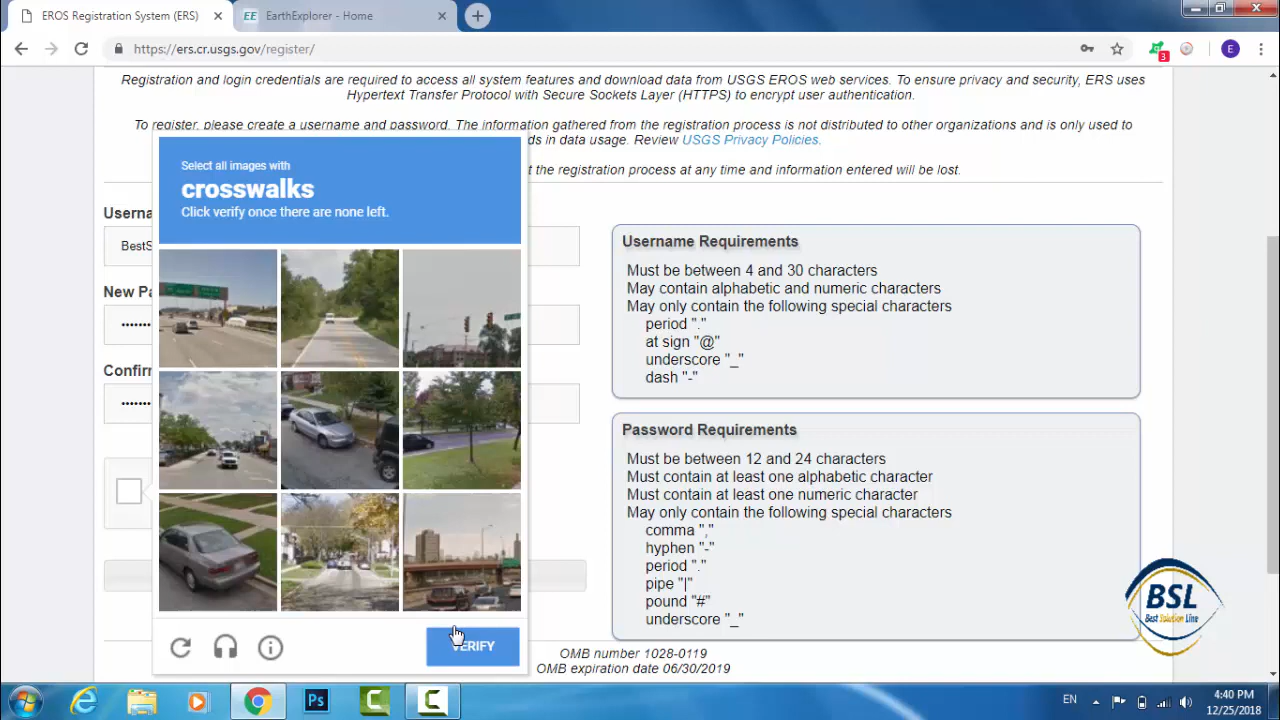 EROS Registration System (ERS)
EarthExplorer - Home
https://ers.cr.usgs.gov/register/
3
E
Registration and login credentials are required to access all system features and download data from USGS EROS web services. To ensure privacy and security, ERS uses
Hypertext Transfer Protocol with Secure Sockets Layer (HTTPS) to encrypt user authentication.
To register, please create a username and password. The information gathered from the registration process is not distributed to other organizations and is only used to
ds in data usage. Review USGS Privacy Policies.
t the registration process at any time and information entered will be lost.
Select all images with
crosswalks
Click verify once there are none left.
Userna
BestS
New Pa
Confirm
VERIFY
Username Requirements
Must be between 4 and 30 characters
May contain alphabetic and numeric characters
May only contain the following special characters
period "."
at sign "@"
underscore "_"
dash "-"
Password Requirements
Must be between 12 and 24 characters
Must contain at least one alphabetic character
Must contain at least one numeric character
May only contain the following special characters
comma ","
hyphen "-"
period "."
pipe "|"
pound "#"
underscore "_"
OMB number 1028-0119
OMB expiration date 06/30/2019
BSL
Best Solution Line
Ps
EN
4:40 PM
12/25/2018